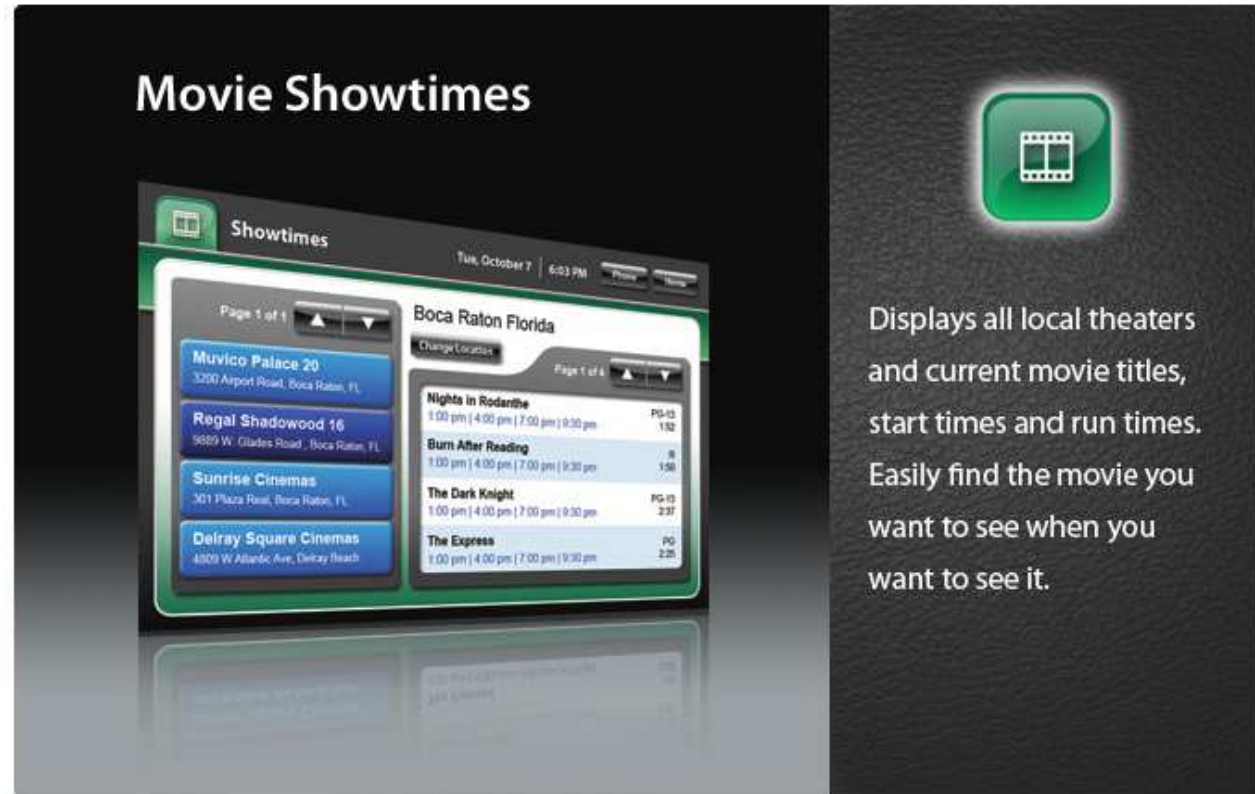 Movie Showtimes
Showtimes
Tue, October 7 | 6:03 PM
Phone
Home
Page 1 of 1
Muvico Palace 20
3200 Airport Road, Boca Raton, FL
Regal Shadowood 16
9889 W. Glades Road , Boca Raton, FL
Sunrise Cinemas
301 Plaza Real, Boca Raton, FL
Delray Square Cinemas
4809 W Atlantic Ave, Delray Beach
Boca Raton Florida
Change Location
Page 1 of 4
Nights in Rodanthe
PG-13
1:00 pm | 4:00 pm | 7:00 pm | 9:30 pm
1:52
Burn After Reading
R
1:00 pm | 4:00 pm | 7:00 pm | 9:30 pm
The Dark Knight
PG-13
1:00 pm | 4:00 pm | 7:00 pm | 9:30 pm
2:37
The Express
PG
1:00 pm | 4:00 pm | 7:00 pm | 9:30 pm
2:25
Displays all local theaters
and current movie titles,
start times and run times.
Easily find the movie you
want to see when you
want to see it.